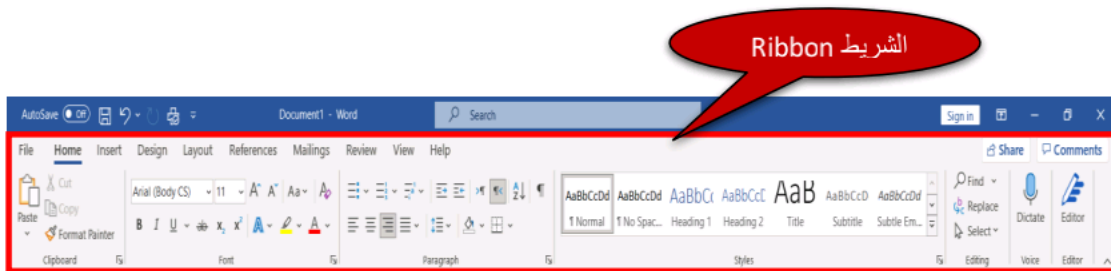 الشريط Ribbon
AutoSave Off Document1 - Word Search Sign in
File Home Insert Design Layout References Mailings Review View Help Share Comments
Paste
Cut
Copy
Format Painter
Clipboard
Arial (Body CS) 11 A A Aa A
B I U ab x₂ x² A A
Font
A Z
Paragraph
AaBbCcDd AaBbCcDd AaBbCc AaBbCcC AaB AaBbCcD AaBbCcDd
¶ Normal ¶ No Spac... Heading 1 Heading 2 Title Subtitle Subtle Em...
Styles
Find
Replace
Select
Editing
Dictate
Voice
Editor
Editor